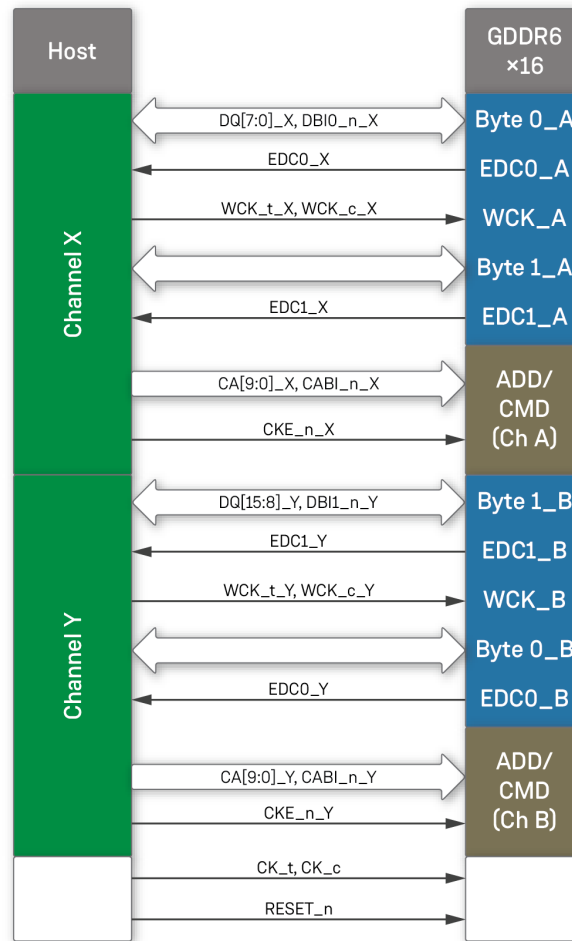 Host
GDDR6
×16
Channel X
DQ[7:0]_X, DBI0_n_X
Byte 0_A
EDC0_X
EDC0_A
WCK_t_X, WCK_c_X
WCK_A
Byte 1_A
EDC1_X
EDC1_A
CA[9:0]_X, CABI_n_X
ADD/
CMD
(Ch A)
CKE_n_X
Channel Y
DQ[15:8]_Y, DBI1_n_Y
Byte 1_B
EDC1_Y
EDC1_B
WCK_t_Y, WCK_c_Y
WCK_B
Byte 0_B
EDC0_Y
EDC0_B
CA[9:0]_Y, CABI_n_Y
ADD/
CMD
(Ch B)
CKE_n_Y
CK_t, CK_c
RESET_n